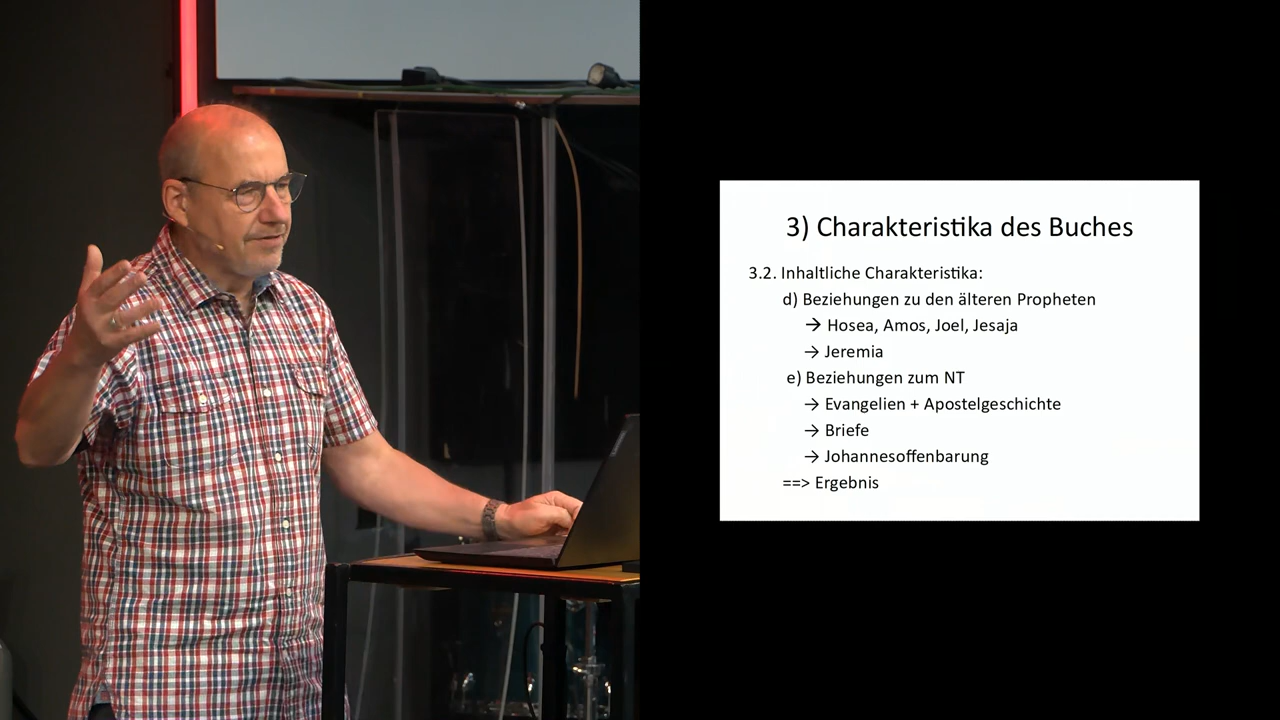 3) Charakteristika des Buches
3.2. Inhaltliche Charakteristika:
d) Beziehungen zu den älteren Propheten
→ Hosea, Amos, Joel, Jesaja
→ Jeremia
e) Beziehungen zum NT
→ Evangelien + Apostelgeschichte
→ Briefe
→ Johannesoffenbarung
==> Ergebnis